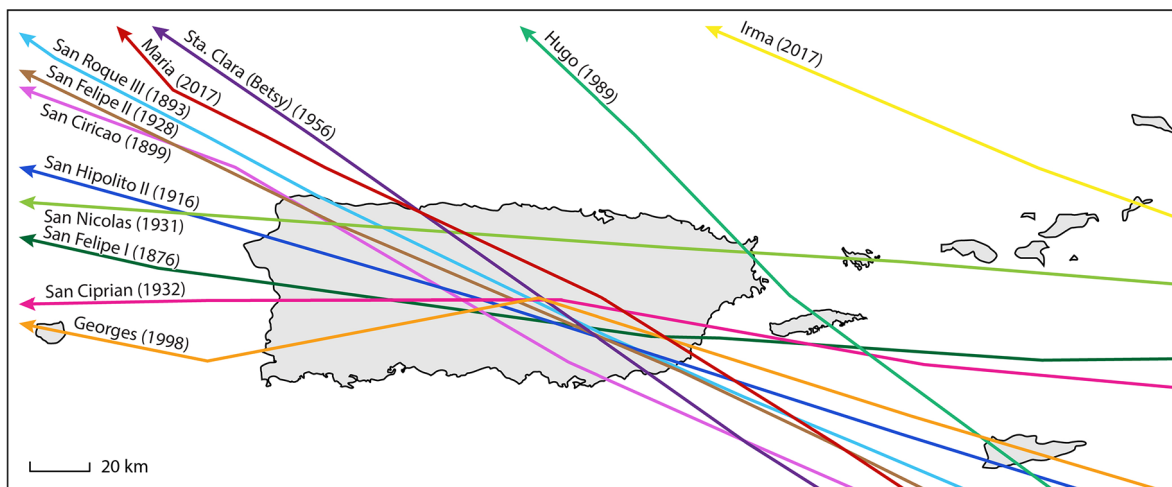 San Roque III (1893)
Maria (2017)
Sta. Clara (Betsy) (1956)
Hugo (1989)
Irma (2017)
San Felipe II (1928)
San Ciricao (1899)
San Hipolito II (1916)
San Nicolas (1931)
San Felipe I (1876)
San Ciprian (1932)
Georges (1998)
20 km